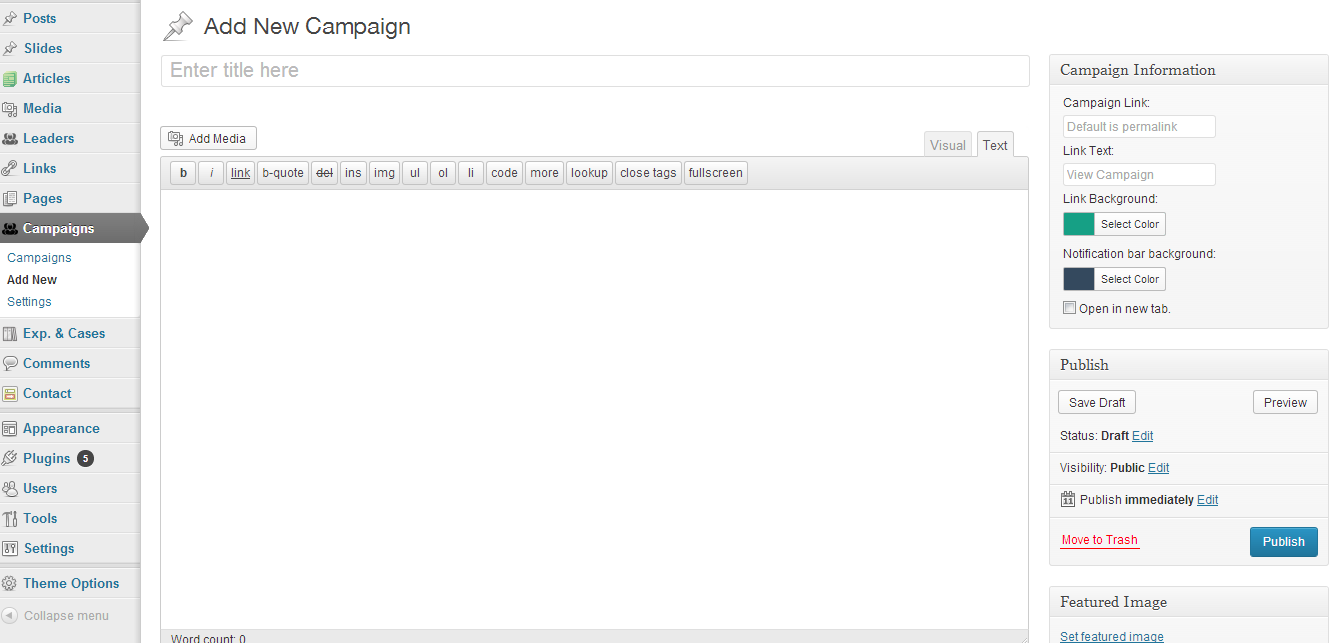 Posts
Slides
Articles
Media
Leaders
Links
Pages
Campaigns
Campaigns
Add New
Settings
Exp. & Cases
Comments
Contact
Appearance
Plugins 5
Users
Tools
Settings
Theme Options
Collapse menu
Add New Campaign
Enter title here
Add Media
Visual Text
b i link b-quote del ins img ul ol li code more lookup close tags fullscreen
Word count: 0
Campaign Information
Campaign Link:
Default is permalink
Link Text:
View Campaign
Link Background:
Select Color
Notification bar background:
Select Color
Open in new tab.
Publish
Save Draft Preview
Status: Draft Edit
Visibility: Public Edit
11 Publish immediately Edit
Move to Trash Publish
Featured Image
Set featured image